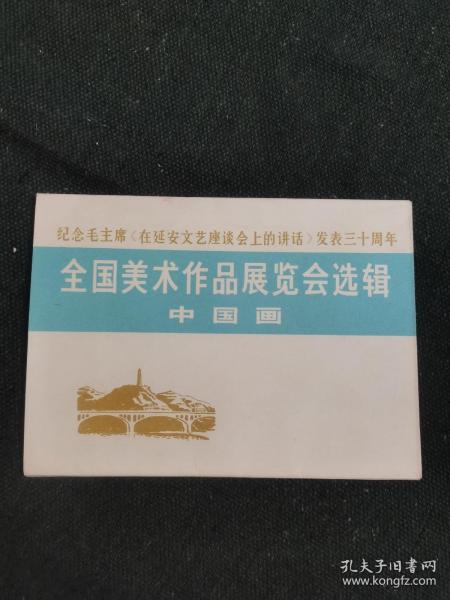 纪念毛主席《在延安文艺座谈会上的讲话》发表三十周年
全国美术作品展览会选辑
中国画
孔夫子旧书网
www.kongfz.com